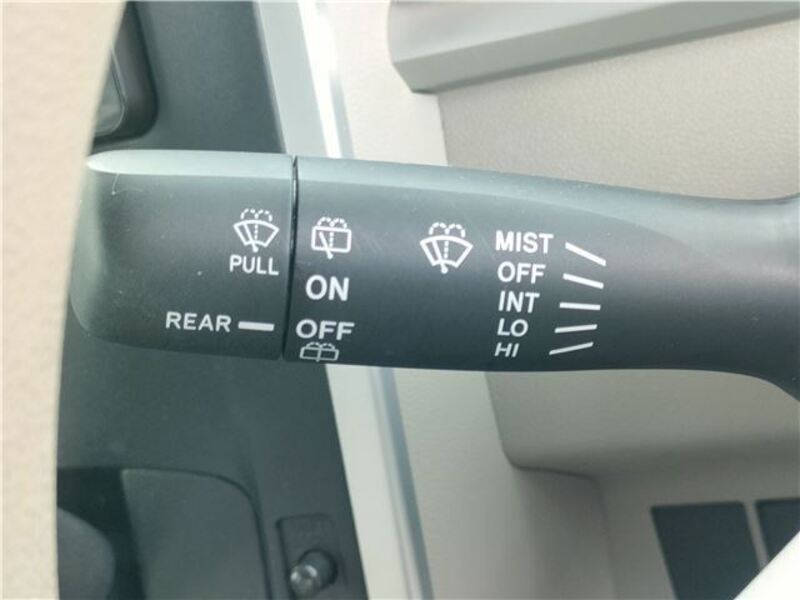 PULL
REAR
ON
OFF
MIST
OFF
INT
LO
HI